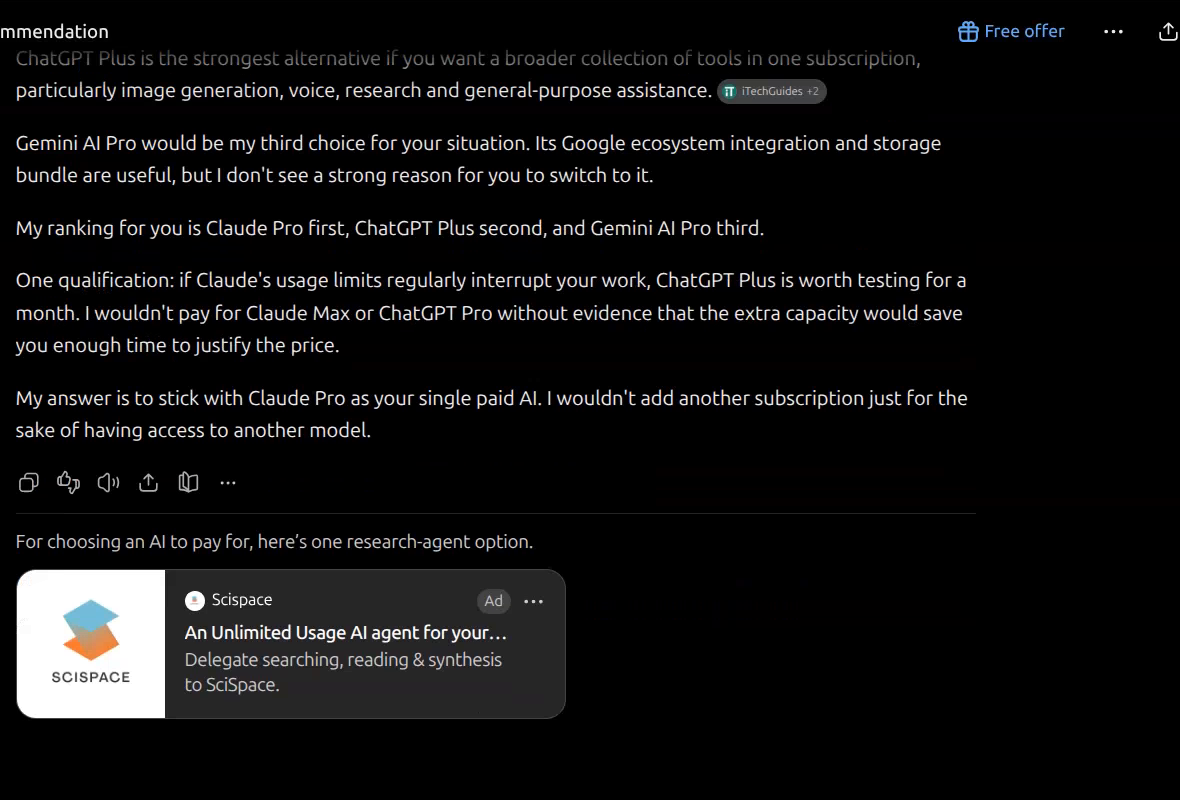 mmendation
Free offer
ChatGPT Plus is the strongest alternative if you want a broader collection of tools in one subscription,
particularly image generation, voice, research and general-purpose assistance. iT iTechGuides +2
Gemini AI Pro would be my third choice for your situation. Its Google ecosystem integration and storage
bundle are useful, but I don't see a strong reason for you to switch to it.
My ranking for you is Claude Pro first, ChatGPT Plus second, and Gemini AI Pro third.
One qualification: if Claude's usage limits regularly interrupt your work, ChatGPT Plus is worth testing for a
month. I wouldn't pay for Claude Max or ChatGPT Pro without evidence that the extra capacity would save
you enough time to justify the price.
My answer is to stick with Claude Pro as your single paid AI. I wouldn't add another subscription just for the
sake of having access to another model.
For choosing an AI to pay for, here’s one research-agent option.
SCISPACE
Scispace
Ad
An Unlimited Usage AI agent for your…
Delegate searching, reading & synthesis
to SciSpace.